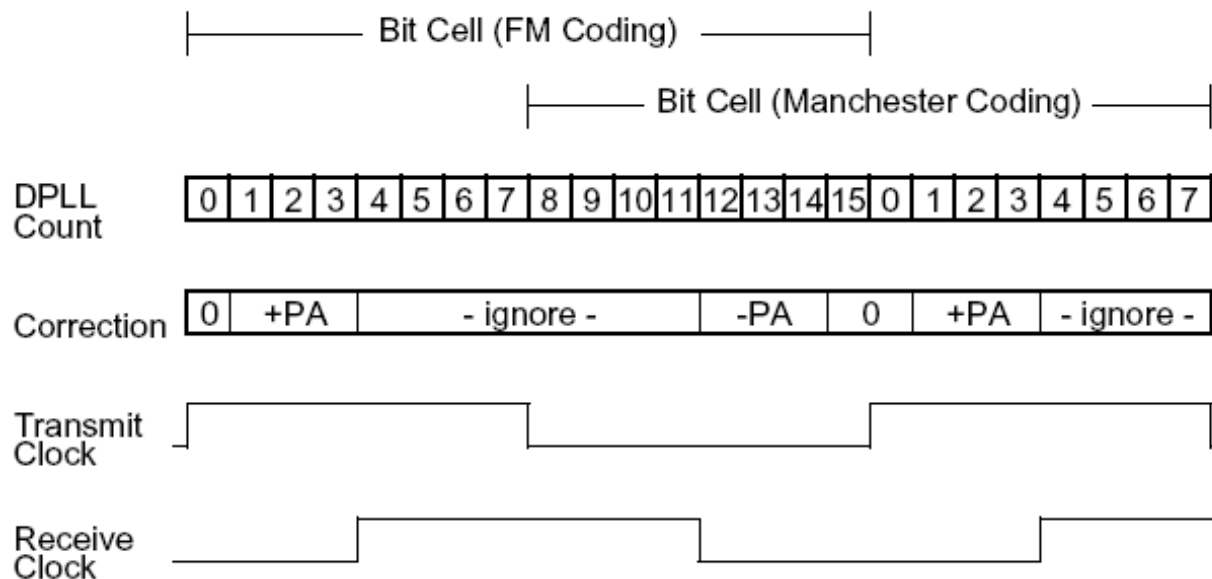 Bit Cell (FM Coding)
Bit Cell (Manchester Coding)
DPLL Count 0 1 2 3 4 5 6 7 8 9 10 11 12 13 14 15 0 1 2 3 4 5 6 7
Correction 0 +PA - ignore - -PA 0 +PA - ignore -
Transmit
Clock
Receive
Clock